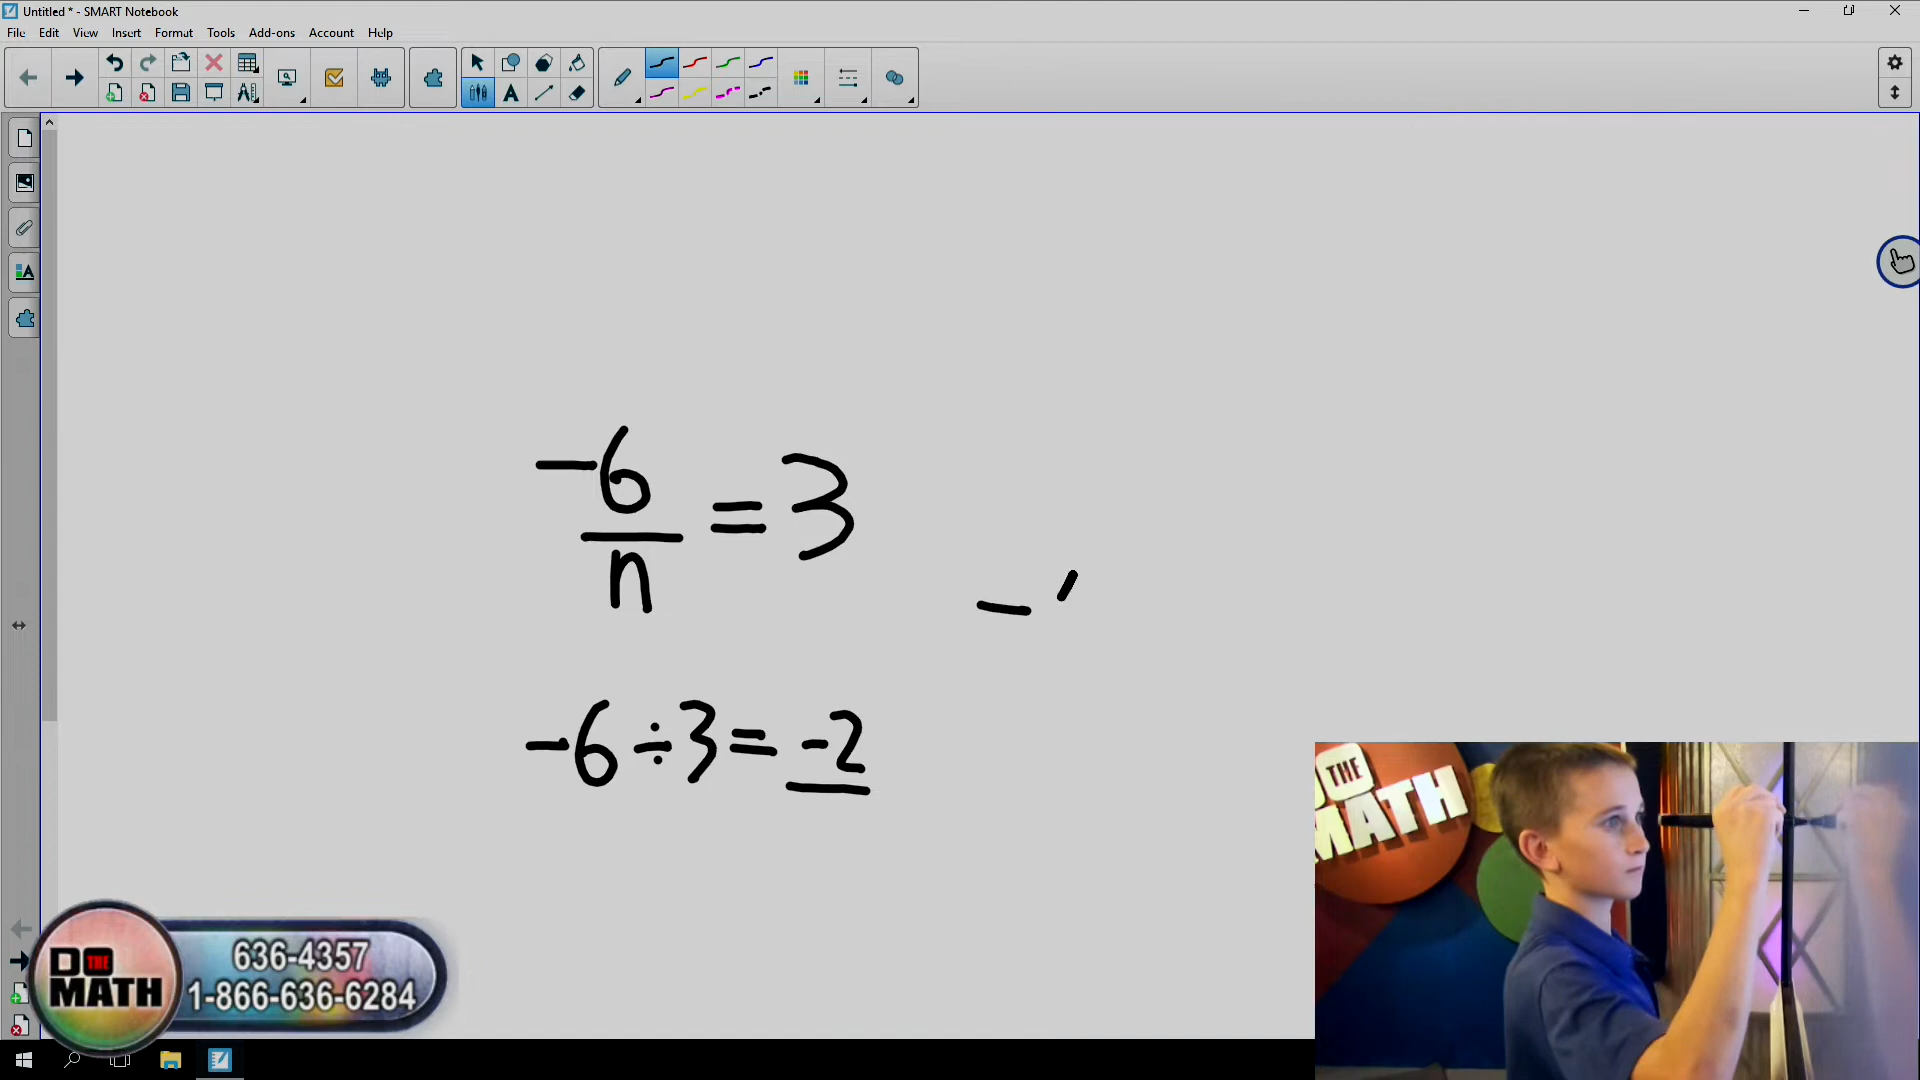 Untitled * - SMART Notebook
File Edit View Insert Format Tools Add-ons Account Help
-6
— = 3
n
-6 ÷ 3 = -2
DO THE MATH
636-4357
1-866-636-6284
THE
MATH